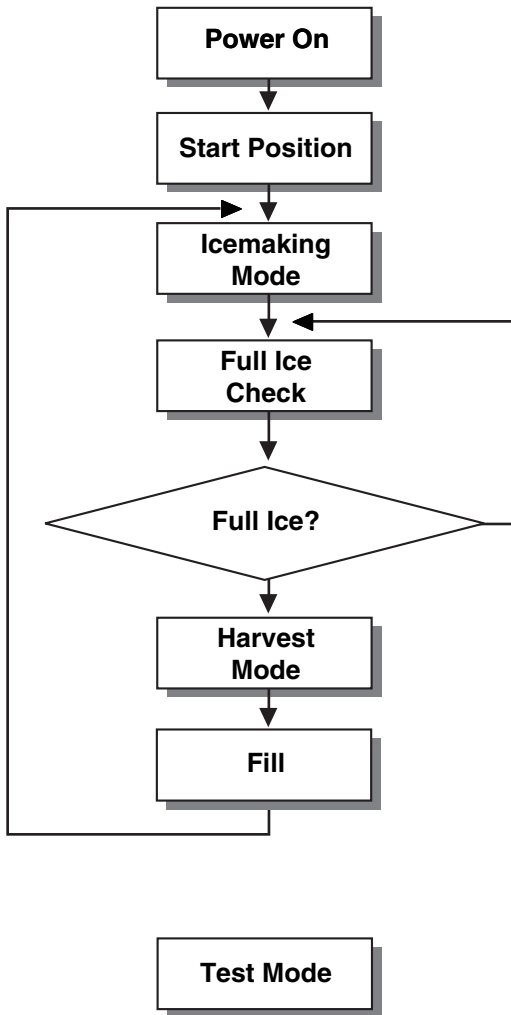 Power On
Start Position
Icemaking
Mode
Full Ice
Check
Full Ice?
Harvest
Mode
Fill
Test Mode